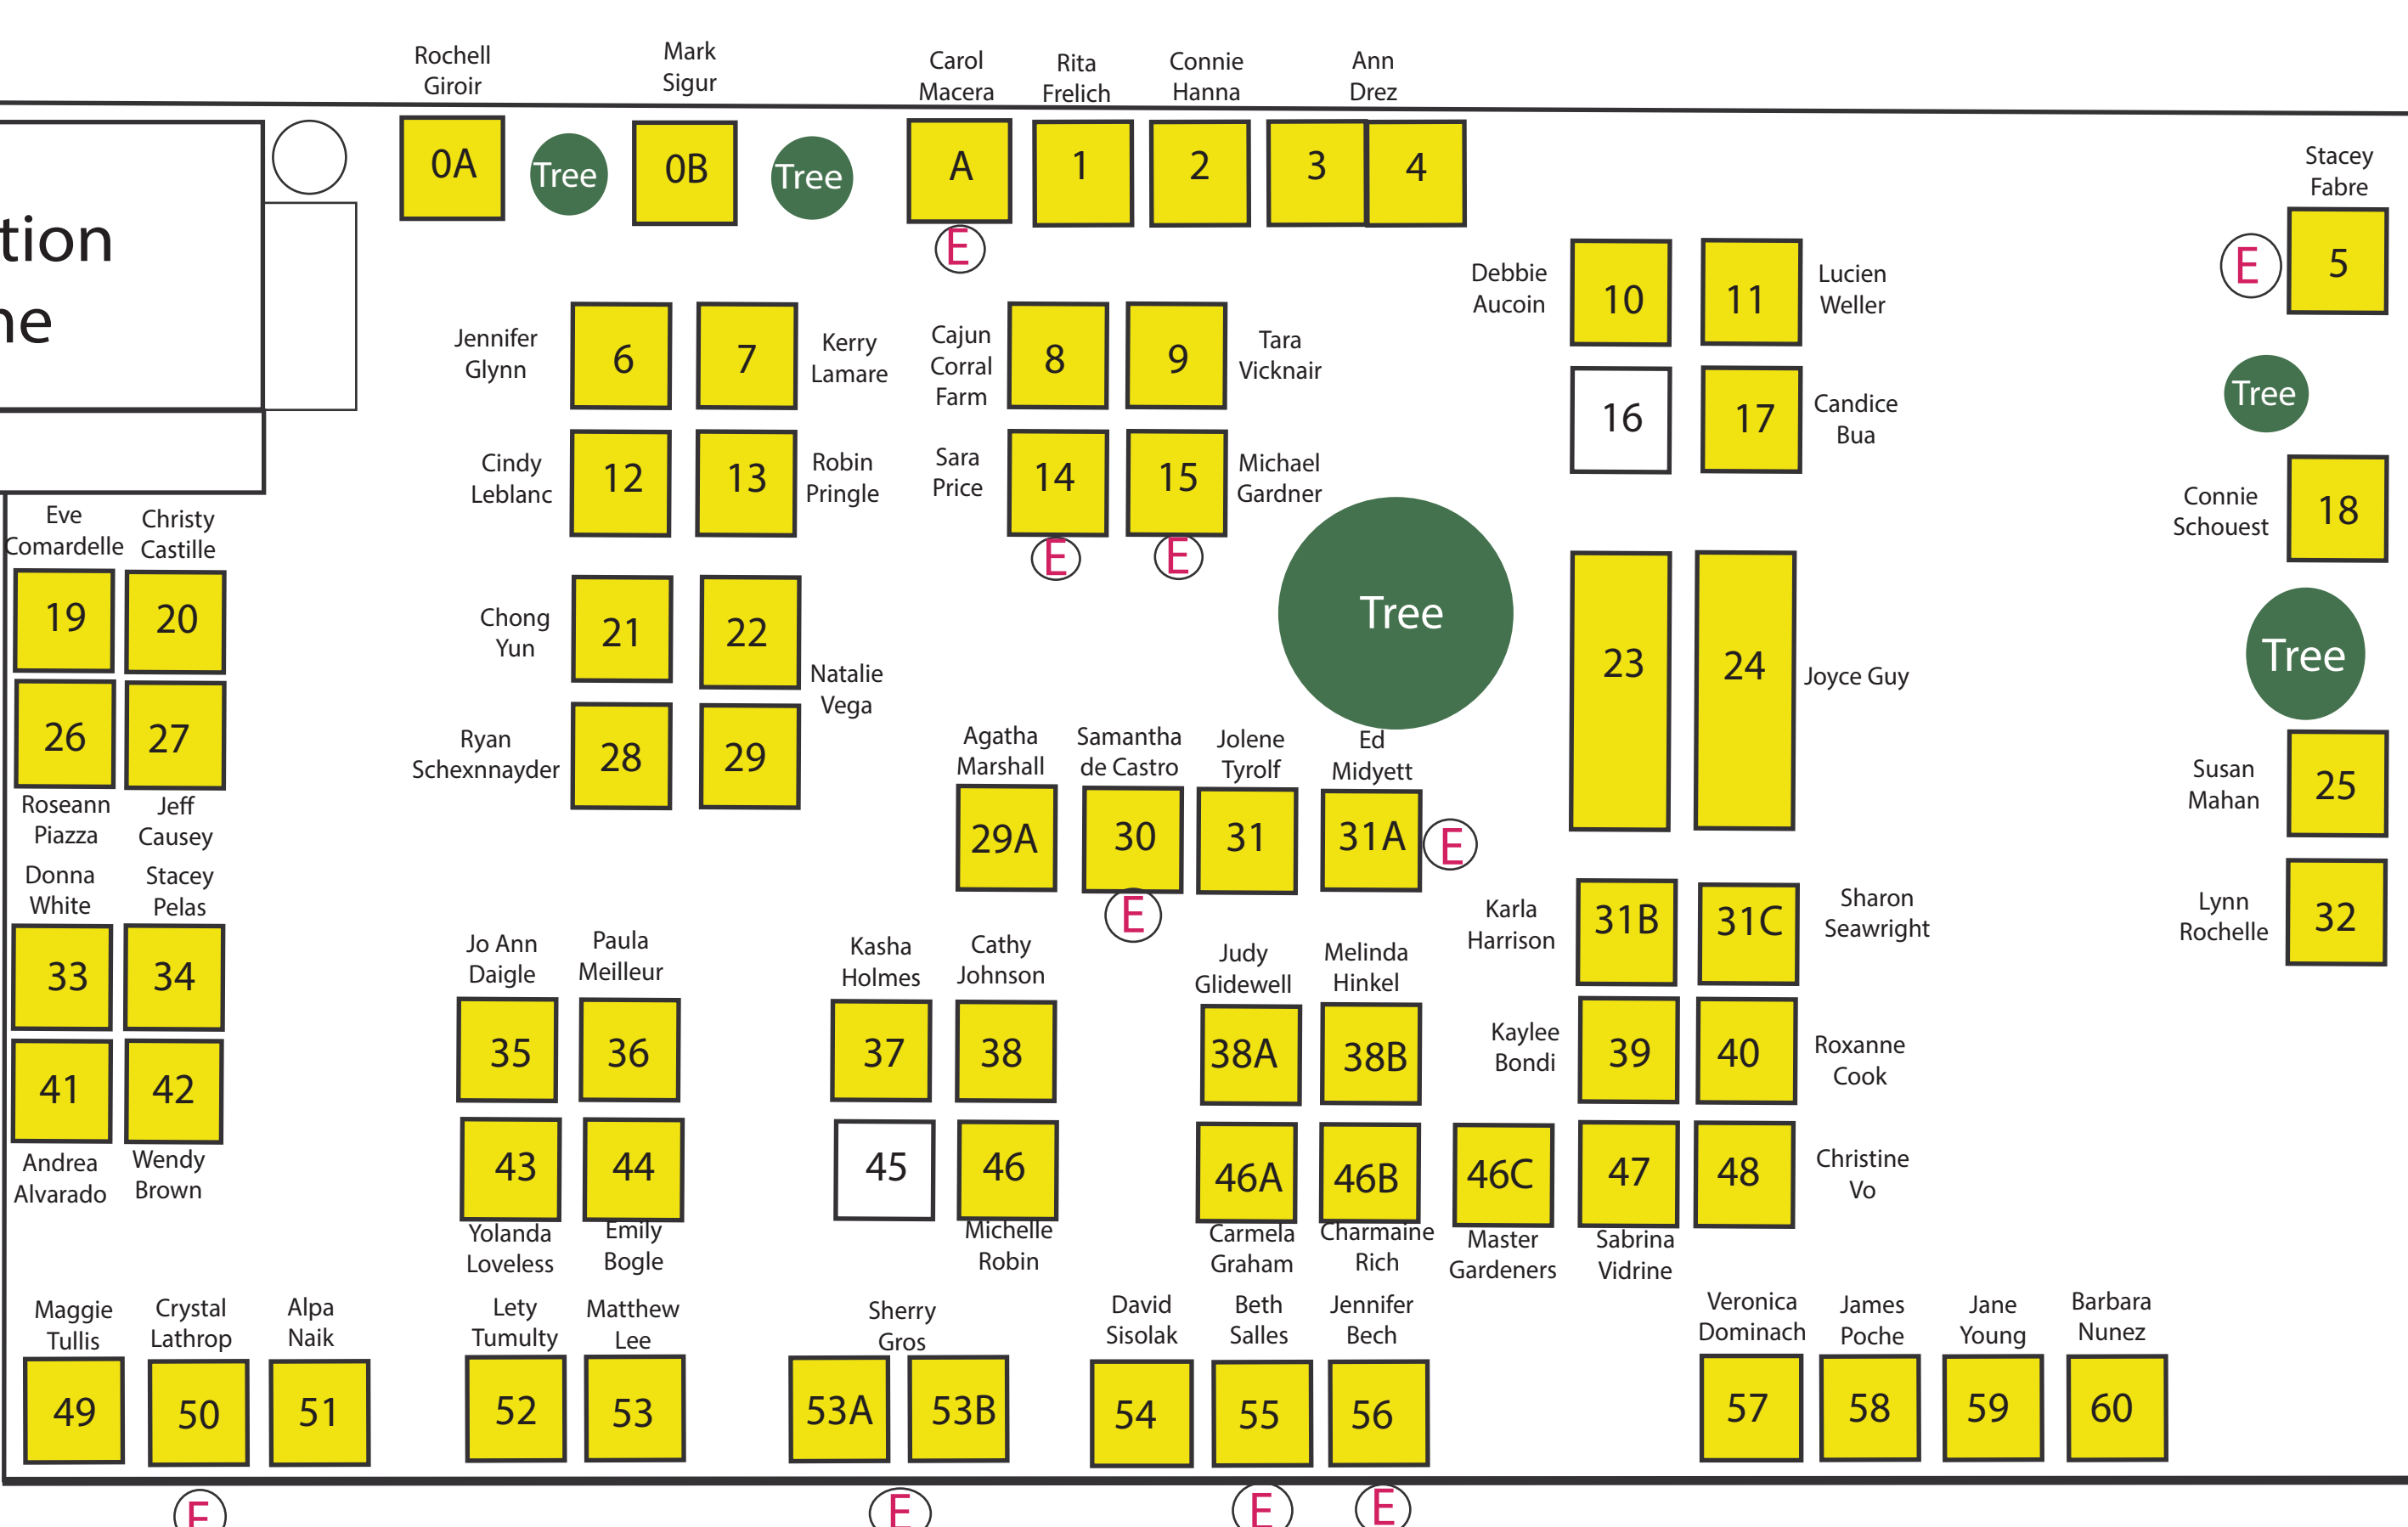 Rochell
Giroir
Mark
Sigur
Carol
Macera
Rita
Frelich
Connie
Hanna
Ann
Drez
0A
Tree
0B
Tree
A
1
2
3
4
E
Stacey
Fabre
E
5
tion
ne
Debbie
Aucoin
10
11
Lucien
Weller
Jennifer
Glynn
6
7
Kerry
Lamare
Cajun
Corral
Farm
8
9
Tara
Vicknair
16
17
Candice
Bua
Tree
Cindy
Leblanc
12
13
Robin
Pringle
Sara
Price
14
15
Michael
Gardner
E
E
Connie
Schouest
18
Eve
Comardelle
Christy
Castille
19
20
Chong
Yun
21
22
Natalie
Vega
Tree
23
24
Joyce Guy
Tree
26
27
Roseann
Piazza
Jeff
Causey
Ryan
Schexnnayder
28
29
Agatha
Marshall
Samantha
de Castro
Jolene
Tyrolf
Ed
Midyett
29A
30
31
31A
E
E
Susan
Mahan
25
Donna
White
Stacey
Pelas
33
34
Karla
Harrison
31B
31C
Sharon
Seawright
Lynn
Rochelle
32
Jo Ann
Daigle
Paula
Meilleur
Kasha
Holmes
Cathy
Johnson
Judy
Glidewell
Melinda
Hinkel
35
36
37
38
38A
38B
Kaylee
Bondi
39
40
Roxanne
Cook
41
42
Andrea
Alvarado
Wendy
Brown
43
44
45
46
46A
46B
46C
47
48
Christine
Vo
Yolanda
Loveless
Emily
Bogle
Michelle
Robin
Carmela
Graham
Charmaine
Rich
Master
Gardeners
Sabrina
Vidrine
Maggie
Tullis
Crystal
Lathrop
Alpa
Naik
Lety
Tumulty
Matthew
Lee
Sherry
Gros
David
Sisolak
Beth
Salles
Jennifer
Bech
Veronica
Dominach
James
Poche
Jane
Young
Barbara
Nunez
49
50
51
52
53
53A
53B
54
55
56
57
58
59
60
E
E
E
E